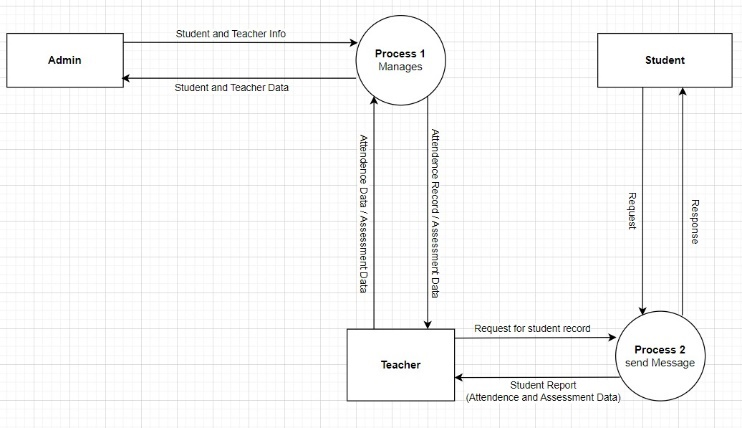 Student and Teacher Info
Admin
Process 1
Manages
Student
Student and Teacher Data
Attendence Data / Assessment Data
Attendence Record / Assessment Data
Request
Response
Request for student record
Teacher
Process 2
send Message
Student Report
(Attendence and Assessment Data)